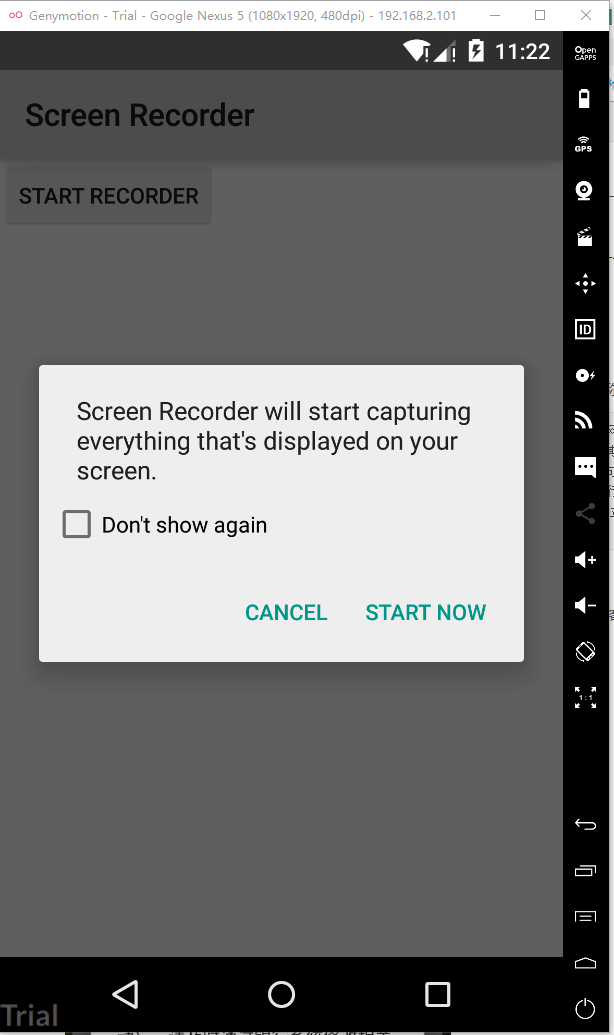 Genymotion - Trial - Google Nexus 5 (1080x1920, 480dpi) - 192.168.2.101
11:22
Open
GAPPS
Screen Recorder
GPS
START RECORDER
ID
Screen Recorder will start capturing
everything that's displayed on your
screen.
Don't show again
CANCEL START NOW
1:1
Trial